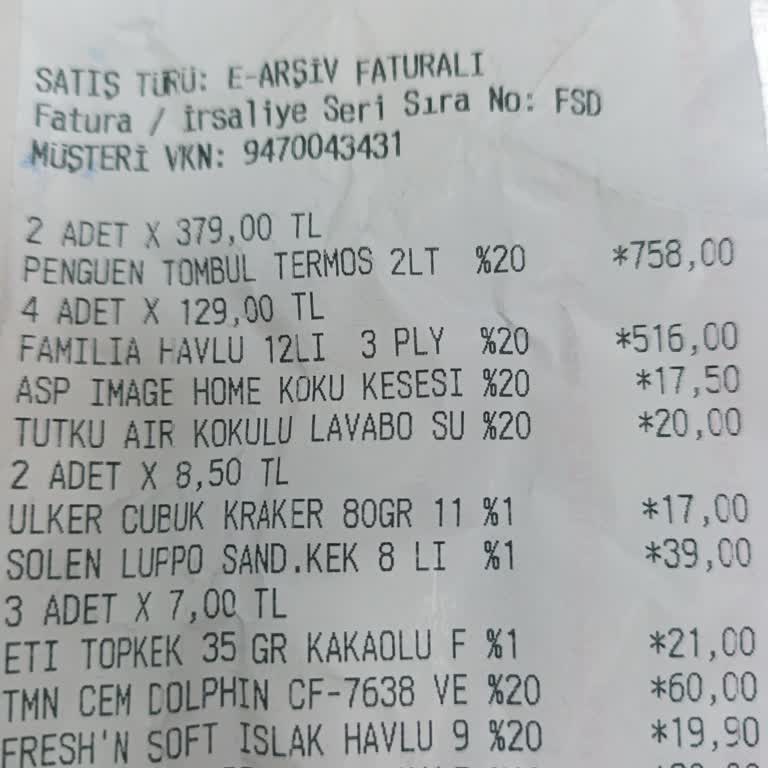 SATIŞ TÜRÜ: E-ARŞİV FATURALI
Fatura / İrsaliye Seri Sıra No: FSD
MÜŞTERİ VKN: 9470043431
2 ADET X 379,00 TL
PENGUEN TOMBUL TERMOS 2LT %20 *758,00
4 ADET X 129,00 TL
FAMILIA HAVLU 12LI 3 PLY %20 *516,00
ASP IMAGE HOME KOKU KESESI %20 *17,50
TUTKU AIR KOKULU LAVABO SU %20 *20,00
2 ADET X 8,50 TL
ULKER CUBUK KRAKER 80GR 11 %1 *17,00
SOLEN LUPPO SAND.KEK 8 LI %1 *39,00
3 ADET X 7,00 TL
ETI TOPKEK 35 GR KAKAOLU F %1 *21,00
TMN CEM DOLPHIN CF-7638 VE %20 *60,00
FRESH'N SOFT ISLAK HAVLU 9 %20 *19,90